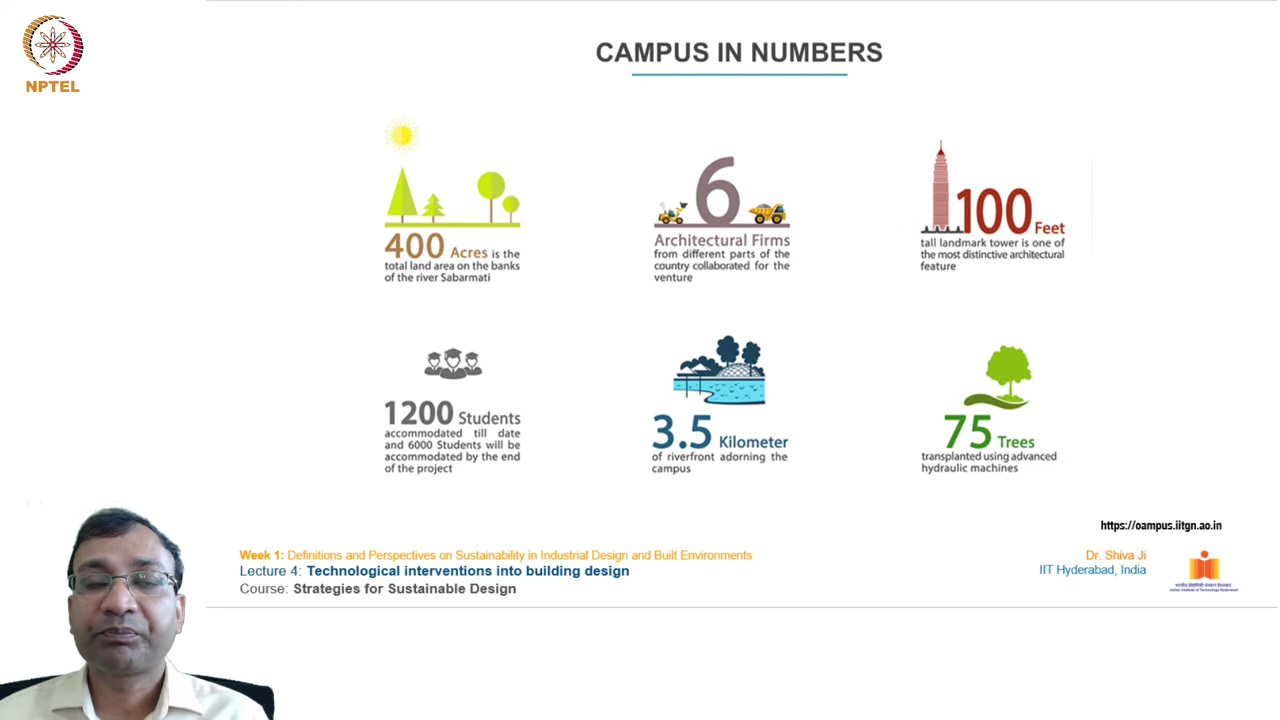 NPTEL
CAMPUS IN NUMBERS
400 Acres is the
total land area on the banks
of the river Sabarmati
6
Architectural Firms
from different parts of the
country collaborated for the
venture
100 Feet
tall landmark tower is one of
the most distinctive architectural
feature
1200 Students
accommodated till date
and 6000 Students will be
accommodated by the end
of the project
3.5 Kilometer
of riverfront adorning the
campus
75 Trees
transplanted using advanced
hydraulic machines
https://oampus.iitgn.ao.in
Week 1: Definitions and Perspectives on Sustainability in Industrial Design and Built Environments
Lecture 4: Technological interventions into building design
Course: Strategies for Sustainable Design
Dr. Shiva Ji
IIT Hyderabad, India
Indian Institute of Technology Hyderabad